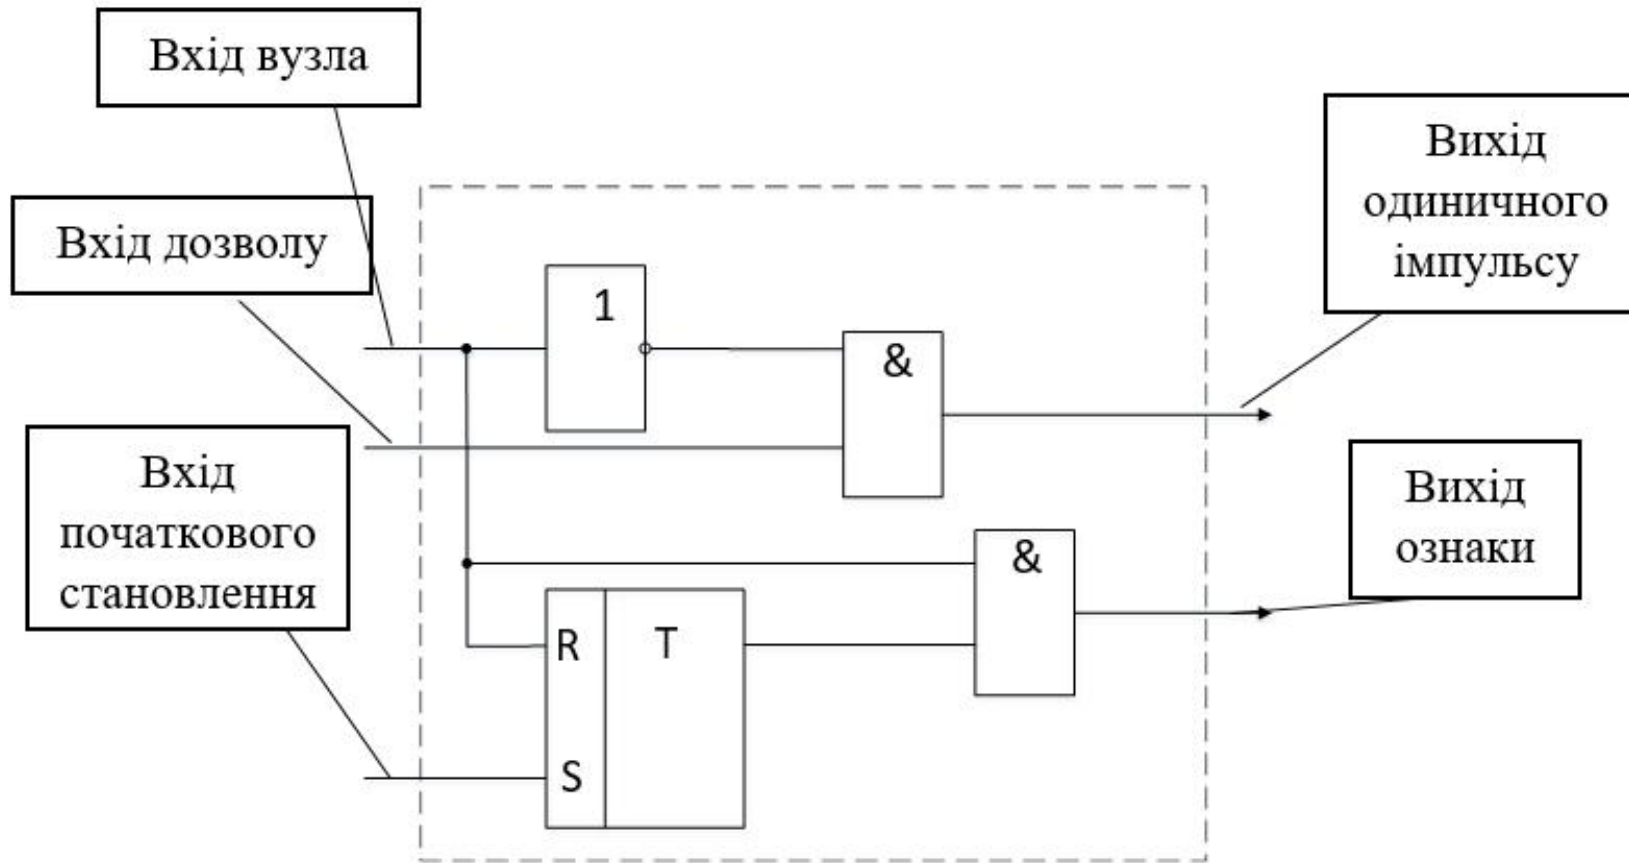 Вхід вузла
Вхід дозволу
Вхід
початкового
становлення
1
&
&
R
T
S
Вихід
одиничного
імпульсу
Вихід
ознаки